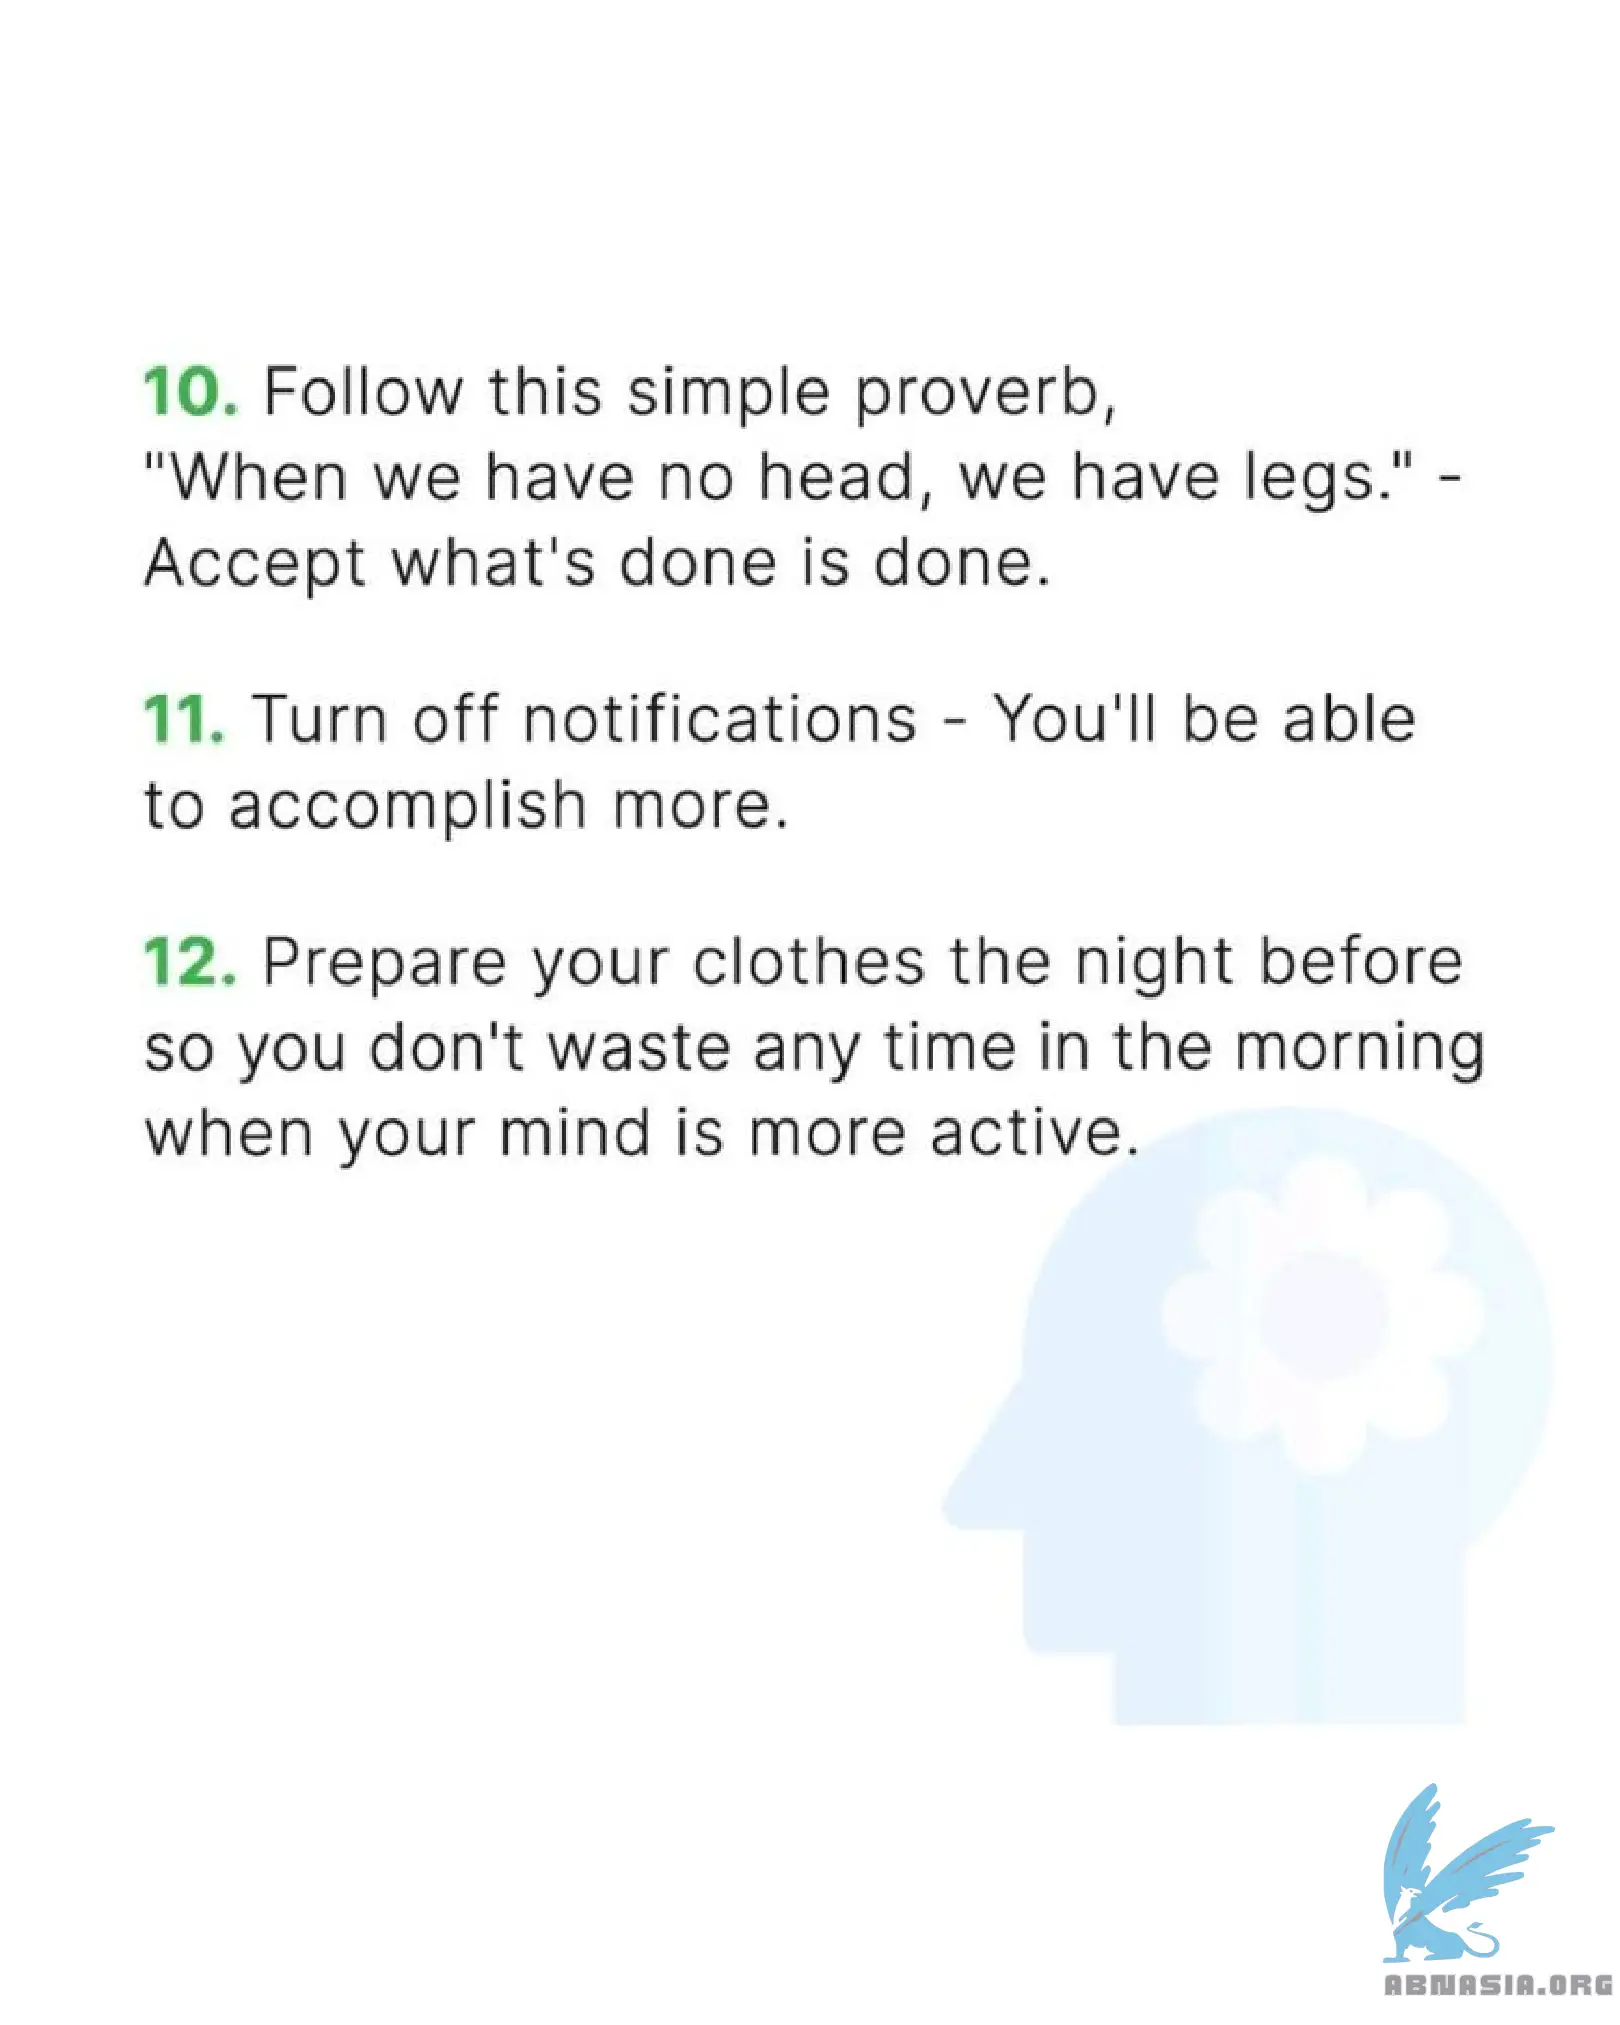 10. Follow this simple proverb,
"When we have no head, we have legs." -
Accept what's done is done.
11. Turn off notifications - You'll be able
to accomplish more.
12. Prepare your clothes the night before
so you don't waste any time in the morning
when your mind is more active.
ABNASIA.ORG